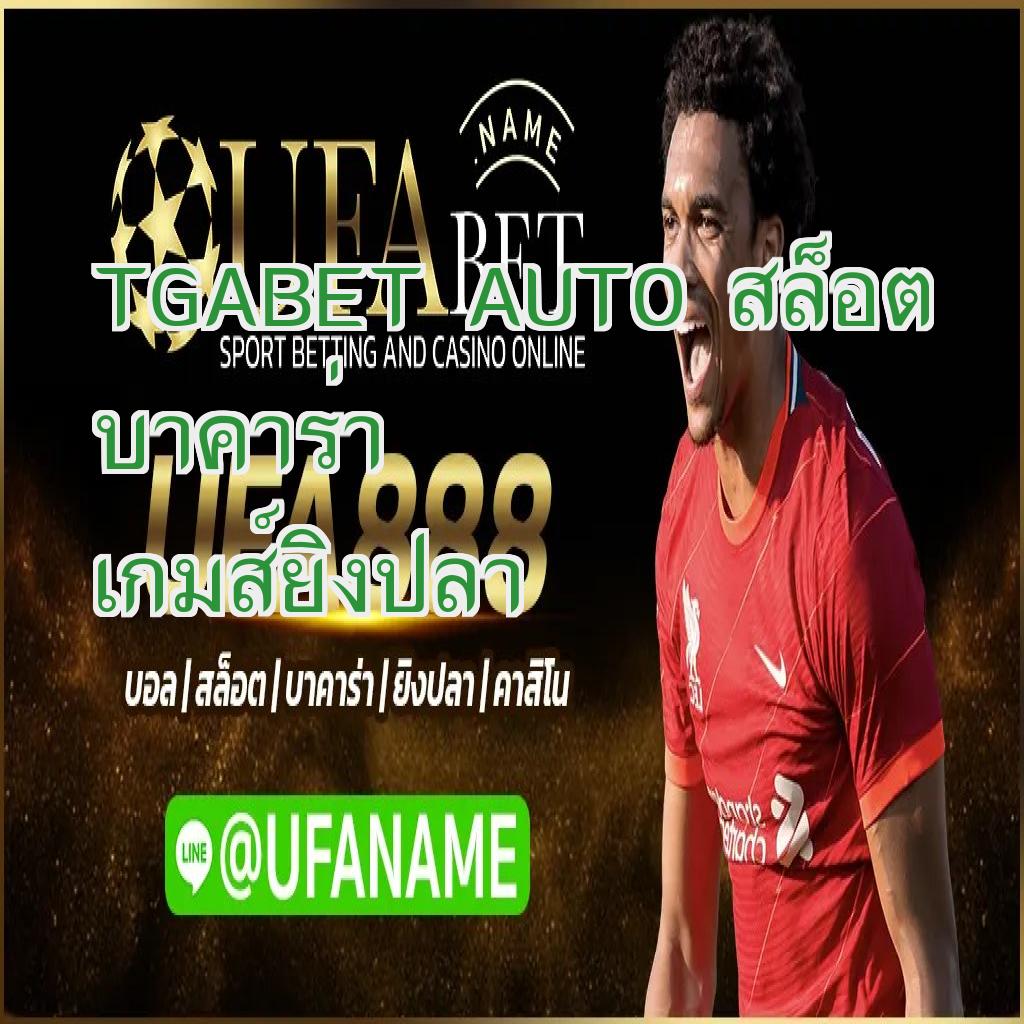 .NAME
UFABET
TGABET AUTO สล็อต
SPORT BETTING AND CASINO ONLINE
บาคาร่า
UFA888
เกมส์ยิงปลา
บอล|สล็อต|บาคาร่า|ยิงปลา|คาสิโน
LINE @UFANAME